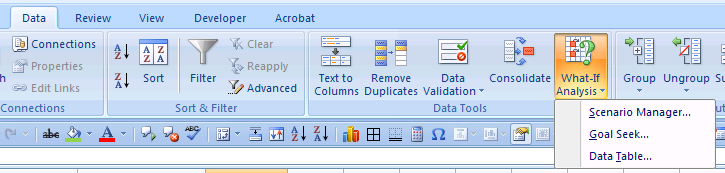 Data Review View Developer Acrobat
Connections
Properties
Edit Links
Connections
Sort
Filter
Clear
Reapply
Advanced
Sort & Filter
Text to
Columns
Remove
Duplicates
Data
Validation
Consolidate
What-If
Analysis
Data Tools
Group
Ungroup
Scenario Manager...
Goal Seek...
Data Table...
abc A ABC Ω